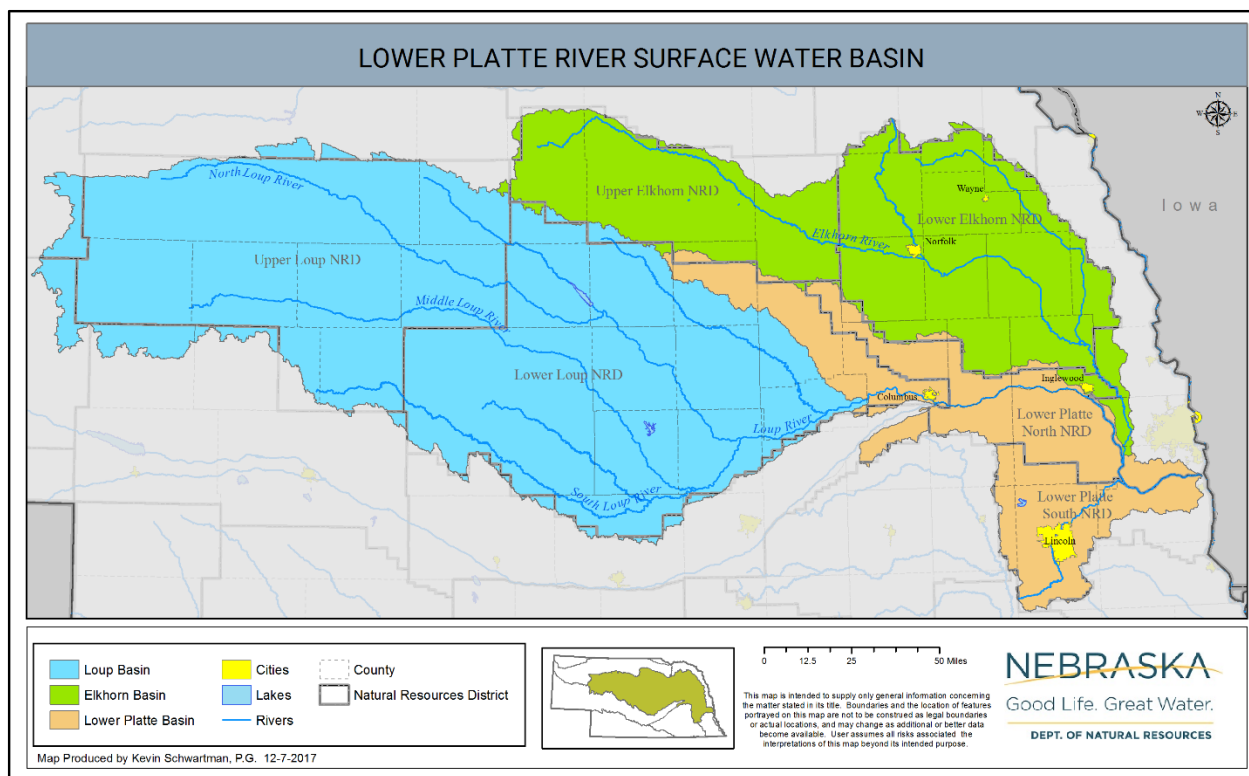 LOWER PLATTE RIVER SURFACE WATER BASIN
N
W
E
S
North Loup River
Upper Elkhorn NRD
Wayne
Lower Elkhorn NRD
Iowa
Elkhorn River
Norfolk
Upper Loup NRD
Middle Loup River
Lower Loup NRD
Inglewood
Columbus
Loup River
Lower Platte
North NRD
South Loup River
Lower Platte
South NRD
Lincoln
Loup Basin
Elkhorn Basin
Lower Platte Basin
Cities
Lakes
Rivers
County
Natural Resources District
Map Produced by Kevin Schwartman, P.G. 12-7-2017
0 12.5 25 50 Miles
This map is intended to supply only general information concerning
the matter stated in its title. Boundaries and the location of features
portrayed on this map are not to be construed as legal boundaries
or actual locations, and may change as additional or better data
become available. User assumes all risks associated the
interpretations of this map beyond its intended purpose.
NEBRASKA
Good Life. Great Water.
DEPT. OF NATURAL RESOURCES